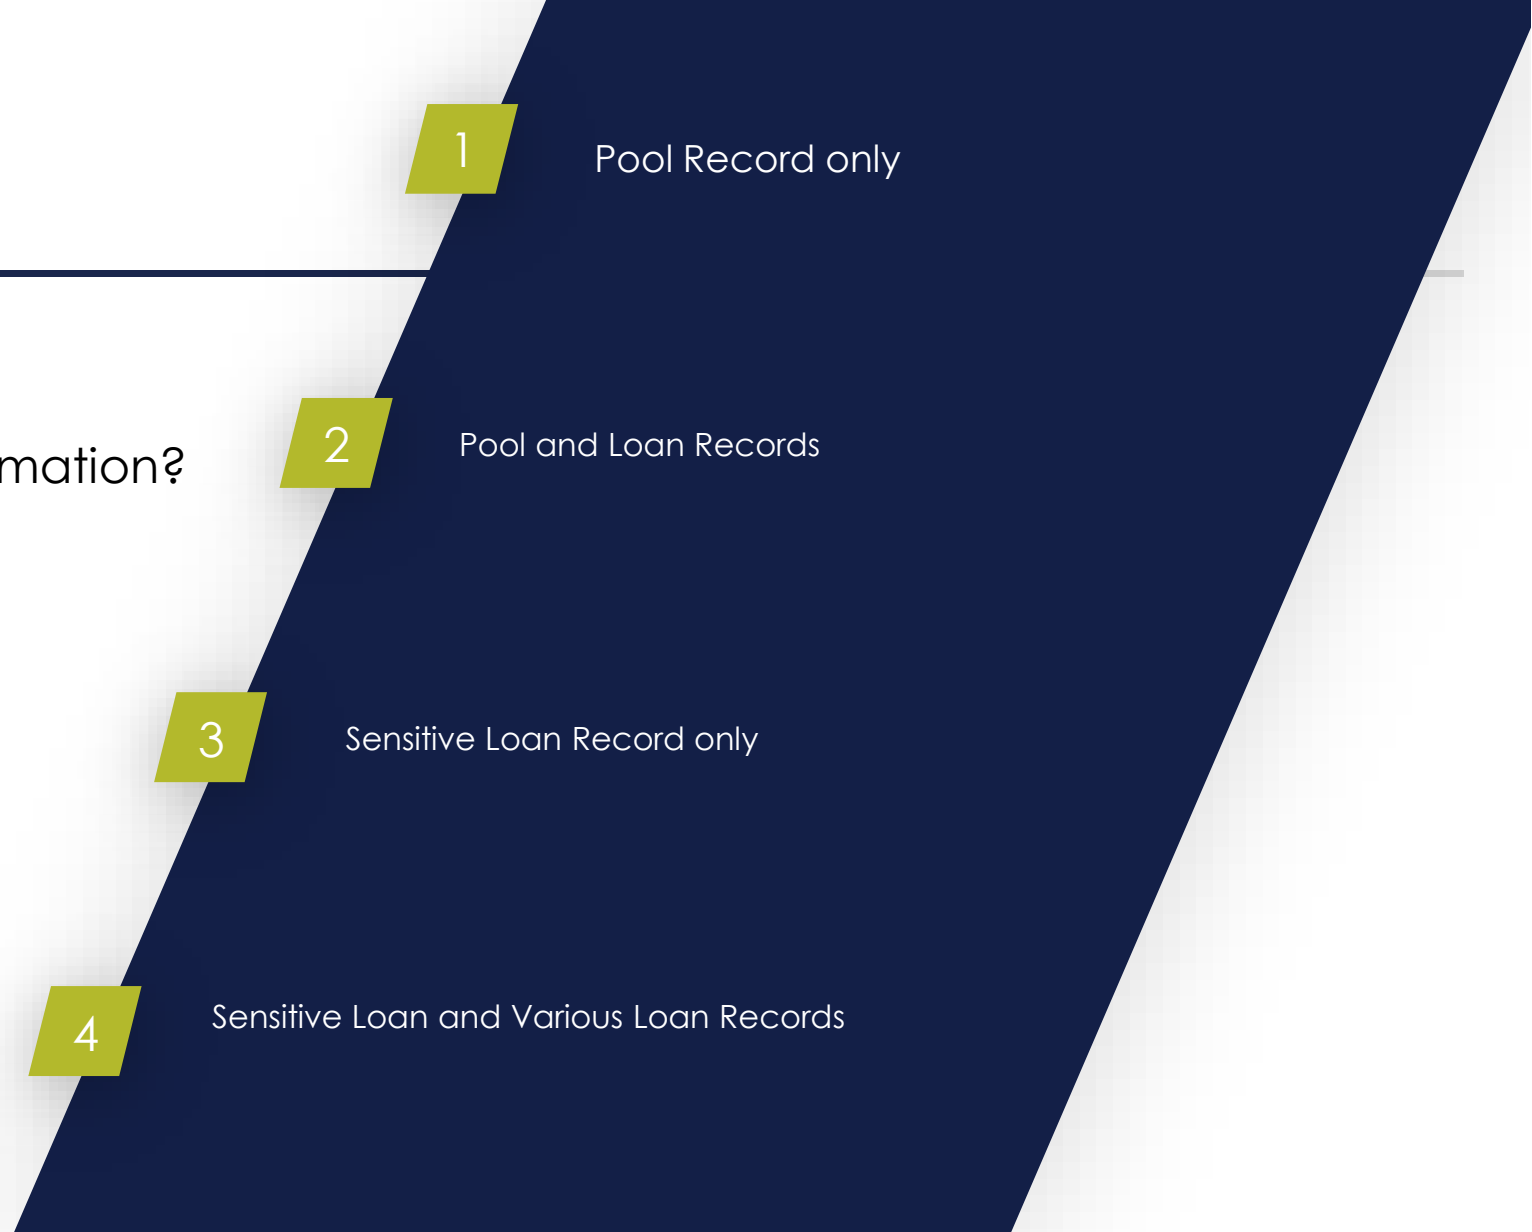 1
Pool Record only
2
Pool and Loan Records
mation?
3
Sensitive Loan Record only
4
Sensitive Loan and Various Loan Records